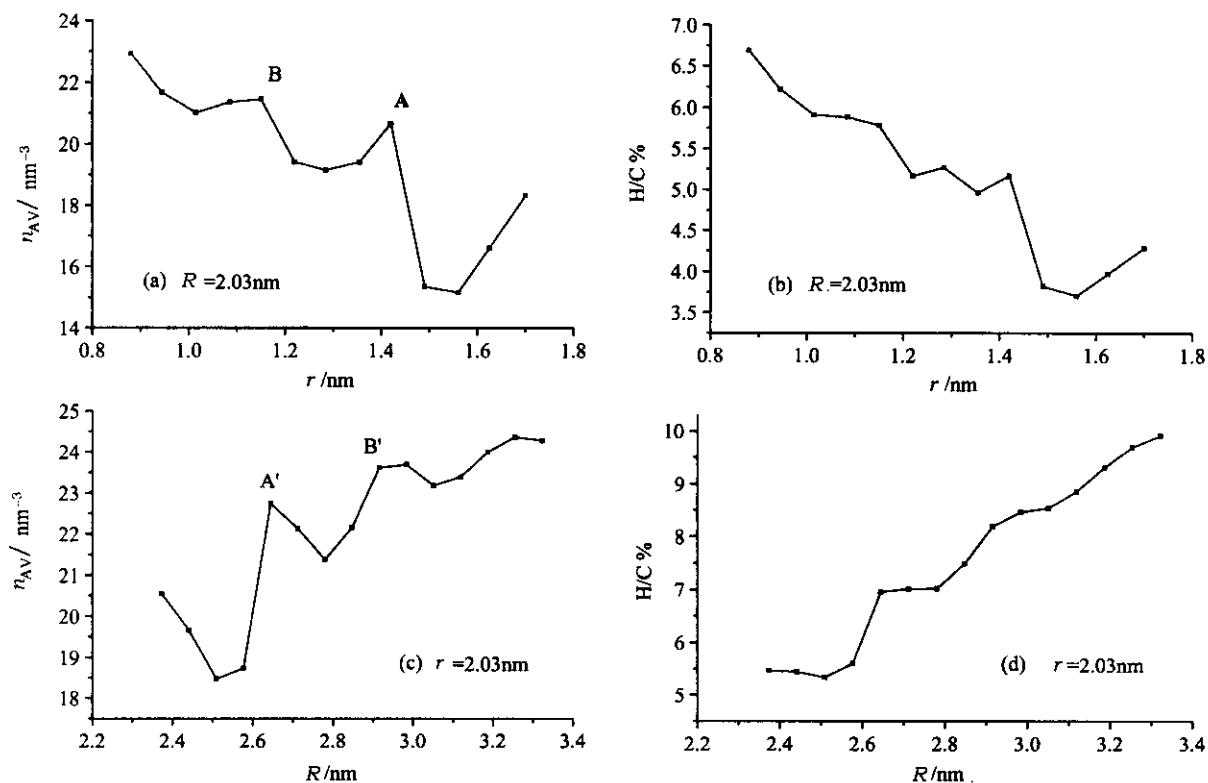 24
23
22
21
20
18
16
14
n_AV / nm⁻³
B
A
(a) R =2.03nm
0.8 1.0 1.2 1.4 1.6 1.8
r /nm
7.0
6.5
6.0
5.5
5.25
5.0
4.5
4.0
3.5
H/C %
(b) R =2.03nm
0.8 1.0 1.2 1.4 1.6 1.8
r /nm
25
24
23
22
21
20
19
18
n_AV / nm⁻³
A'
B'
(c) r =2.03nm
2.2 2.4 2.6 2.8 3.0 3.2 3.4
R /nm
10
9
8
7
6
5
H/C %
(d) r =2.03nm
2.2 2.4 2.6 2.8 3.0 3.2 3.4
R /nm